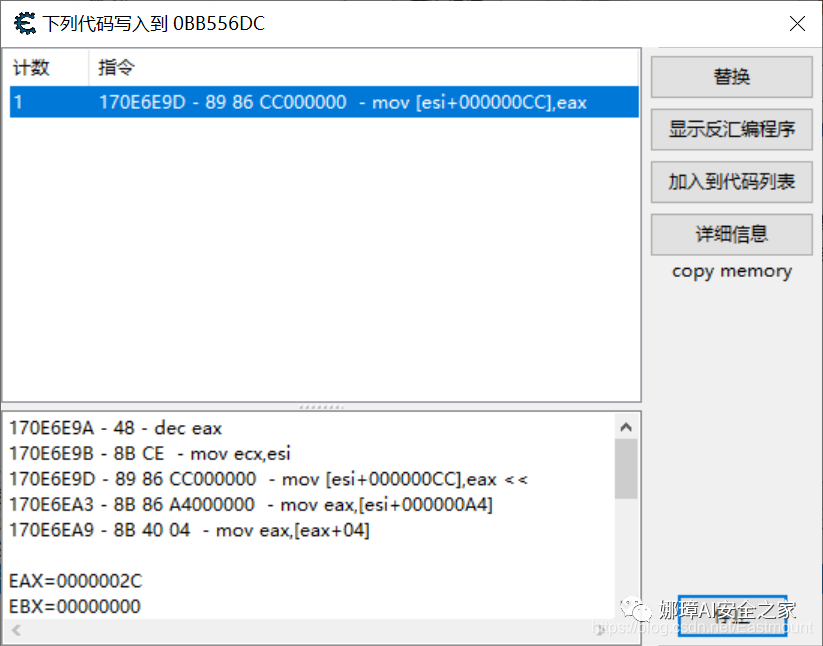 下列代码写入到 0BB556DC
计数 指令
1 170E6E9D - 89 86 CC000000 - mov [esi+000000CC],eax
替换
显示反汇编程序
加入到代码列表
详细信息
copy memory
170E6E9A - 48 - dec eax
170E6E9B - 8B CE - mov ecx,esi
170E6E9D - 89 86 CC000000 - mov [esi+000000CC],eax <<
170E6EA3 - 8B 86 A4000000 - mov eax,[esi+000000A4]
170E6EA9 - 8B 40 04 - mov eax,[eax+04]
EAX=0000002C
EBX=00000000
停止
娜璋AI安全之家
https://blog.csdn.net/Eastmount